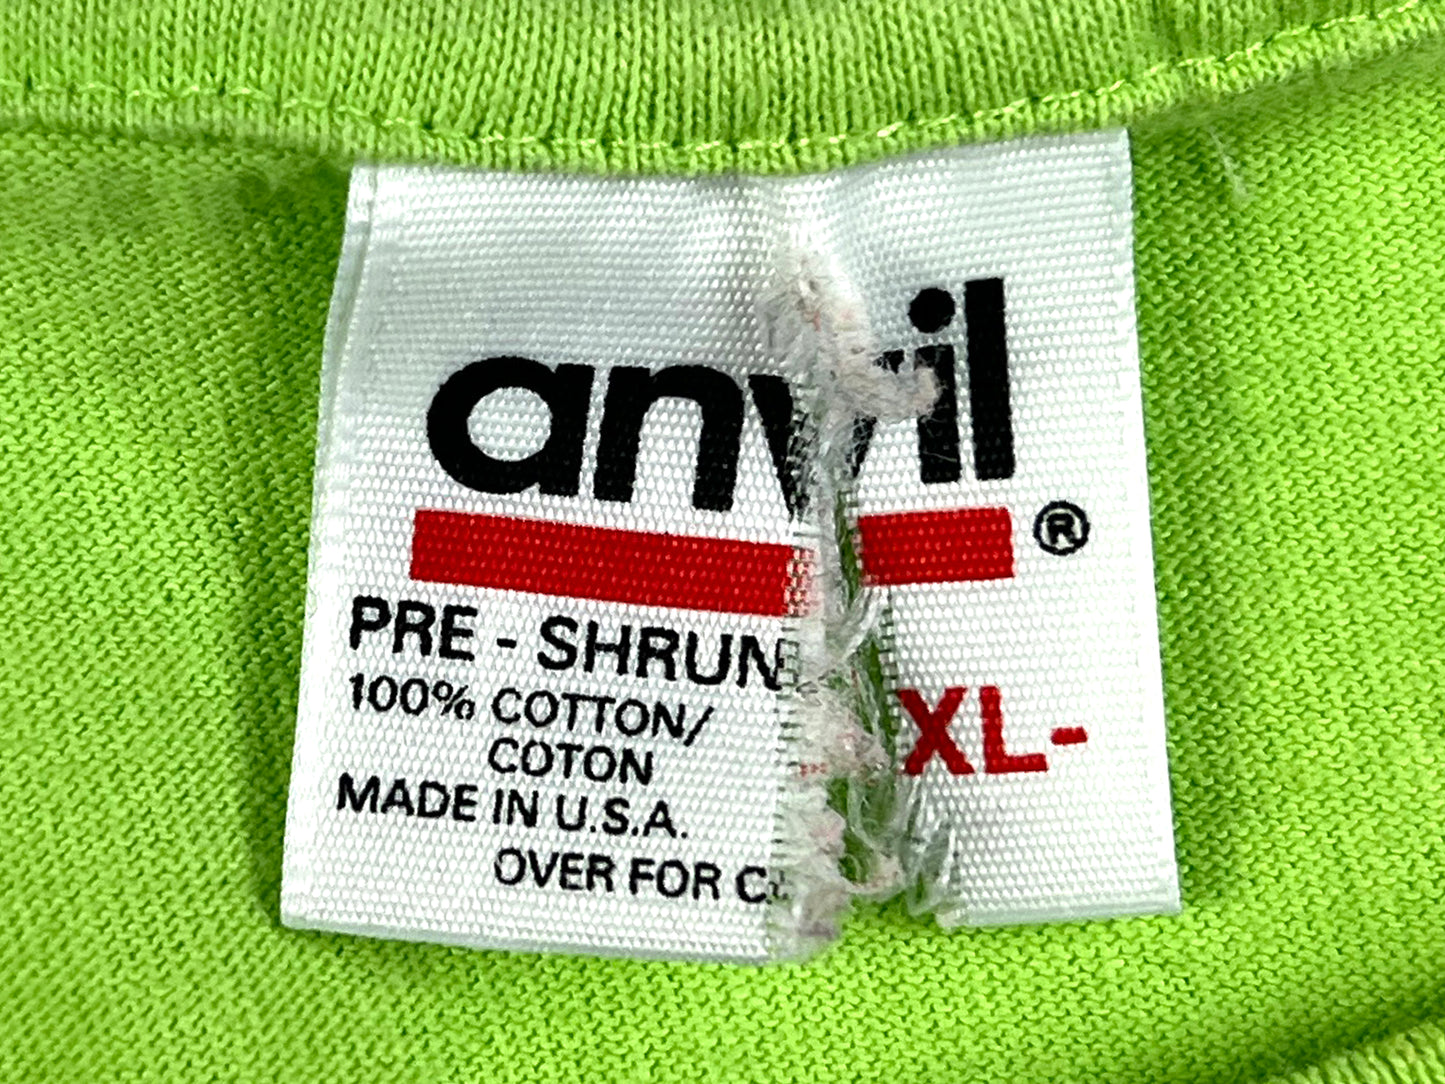 anvil ®
PRE - SHRUN
XL-
100% COTTON/
COTON
MADE IN U.S.A.
OVER FOR